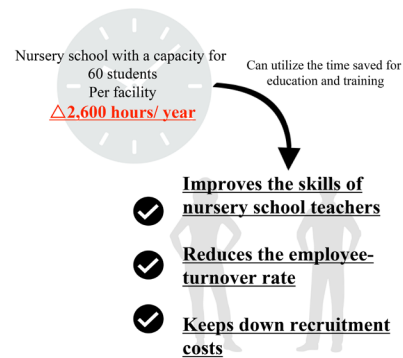 Nursery school with a capacity for
60 students
Per facility
△2,600 hours/ year
Can utilize the time saved for
education and training
Improves the skills of
nursery school teachers
Reduces the employee-
turnover rate
Keeps down recruitment
costs